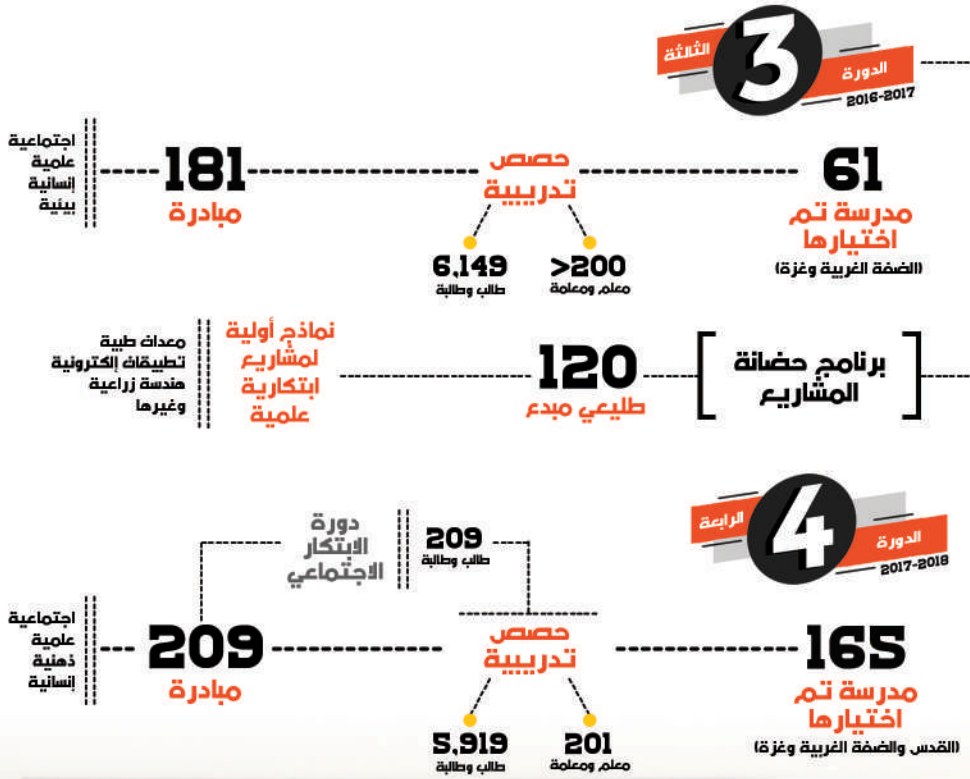 3
الثالثة
الدورة
2016-2017
61
مدرسة تم
اختيارها
(الضفة الغربية وغزة)
حصص
تدريبية
>200
معلم ومعلمة
6,149
طالب وطالبة
181
مبادرة
اجتماعية
علمية
إنسانية
بيئية
برنامج حضانة
المشاريع
120
طليعي مبدع
نماذج أولية
لمشاريع
ابتكارية
علمية
معدات طبية
تطبيقات إلكترونية
هندسة زراعية
وغيرها
4
الرابعة
الدورة
2017-2018
165
مدرسة تم
اختيارها
(القدس والضفة الغربية وغزة)
حصص
تدريبية
201
معلم ومعلمة
5,919
طالب وطالبة
209
طالب وطالبة
دورة
الابتكار
الاجتماعي
209
مبادرة
اجتماعية
علمية
ذهنية
إنسانية